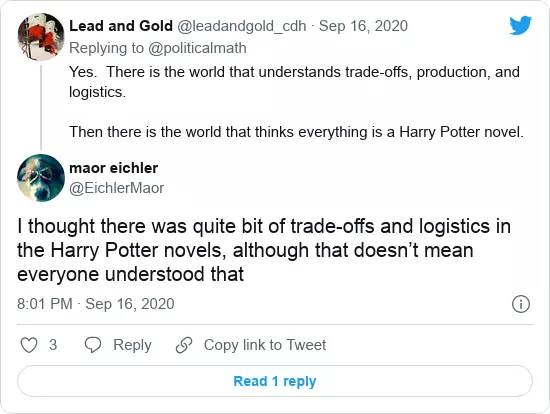 Lead and Gold @leadandgold_cdh · Sep 16, 2020
Replying to @politicalmath
Yes. There is the world that understands trade-offs, production, and
logistics.
Then there is the world that thinks everything is a Harry Potter novel.
maor eichler
@EichlerMaor
I thought there was quite bit of trade-offs and logistics in
the Harry Potter novels, although that doesn’t mean
everyone understood that
8:01 PM · Sep 16, 2020
3 Reply Copy link to Tweet
Read 1 reply